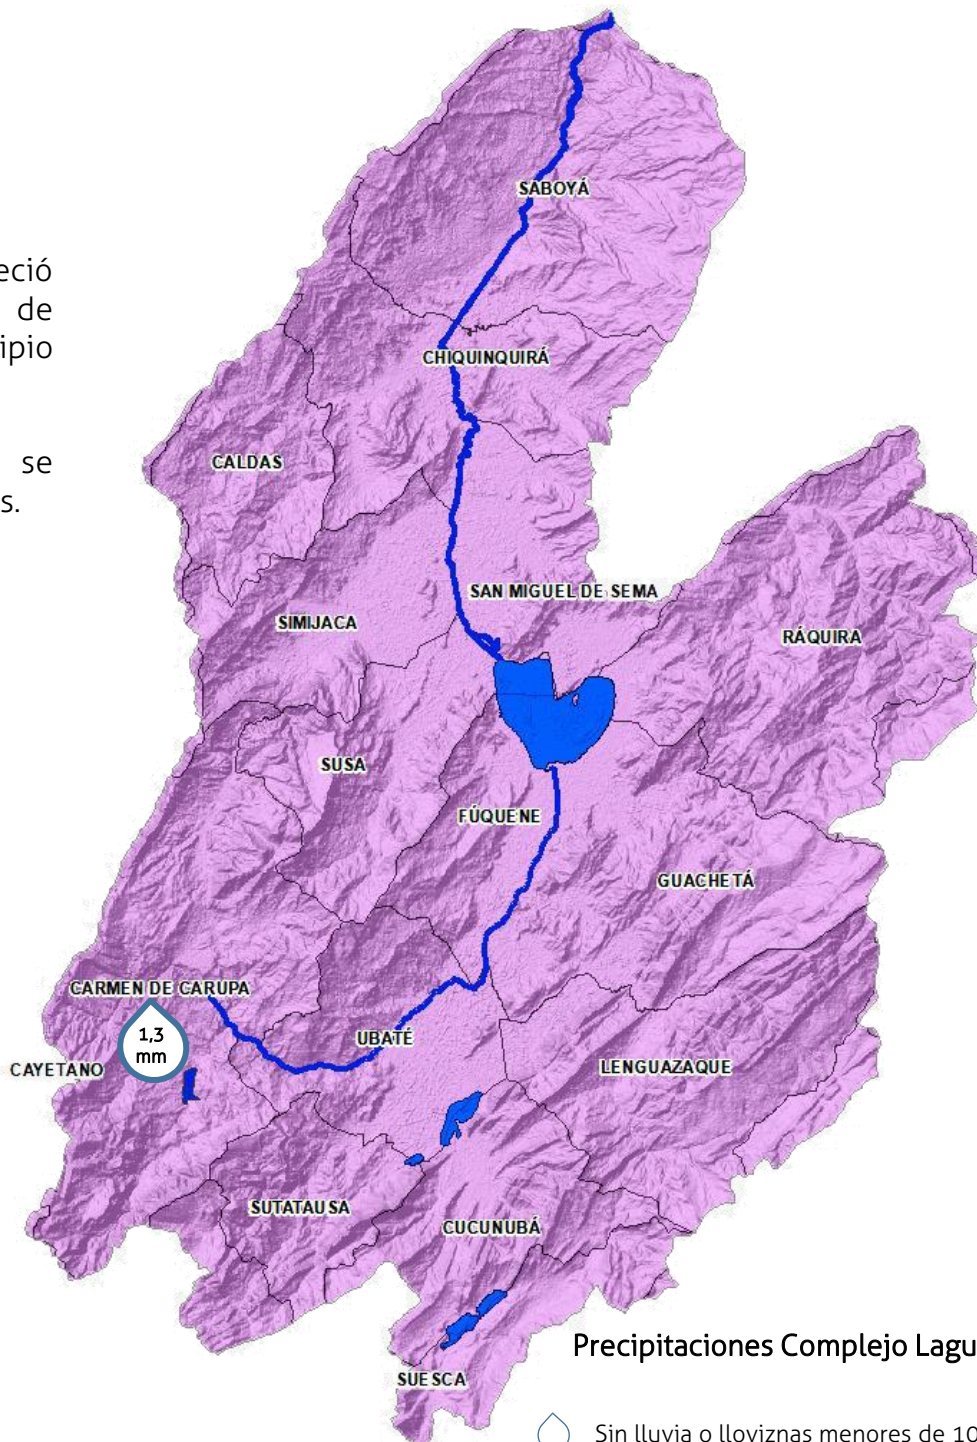 SABOYÁ
eció
de
cipio
CHIQUINQUIRÁ
CALDAS
se
s.
SAN MIGUEL DE SEMA
SIMIJACA
RÁQUIRA
SUSA
FÚQUENE
GUACHETÁ
CARMEN DE CARUPA
1,3
mm
UBATÉ
CAYETANO
LENGUAZAQUE
SUTATAUSA
CUCUNUBÁ
Precipitaciones Complejo Lagu
SUESCA
Sin lluvia o lloviznas menores de 10